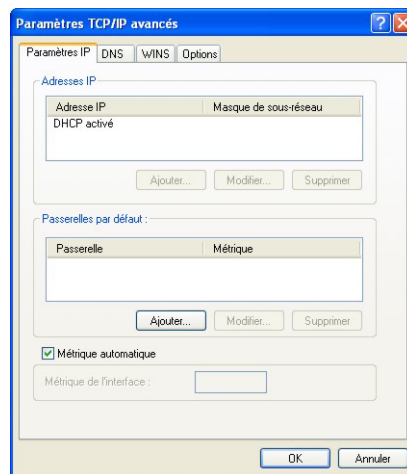 Paramètres TCP/IP avancés
Paramètres IP DNS WINS Options
Adresses IP
Adresse IP Masque de sous-réseau
DHCP activé
Ajouter... Modifier... Supprimer
Passerelles par défaut :
Passerelle Métrique
Ajouter... Modifier... Supprimer
Métrique automatique
Métrique de l'interface :
OK Annuler